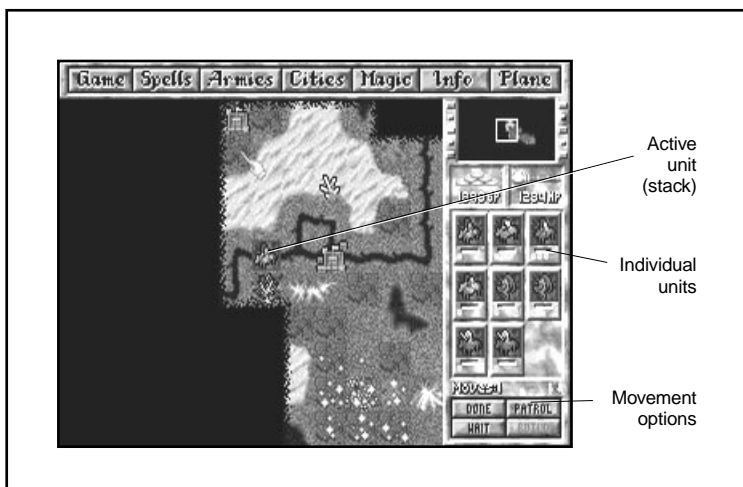 Game Spells Armies Cities Magic Info Plane
Active
unit
(stack)
Individual
units
Movement
options
DONE PATROL
WAIT